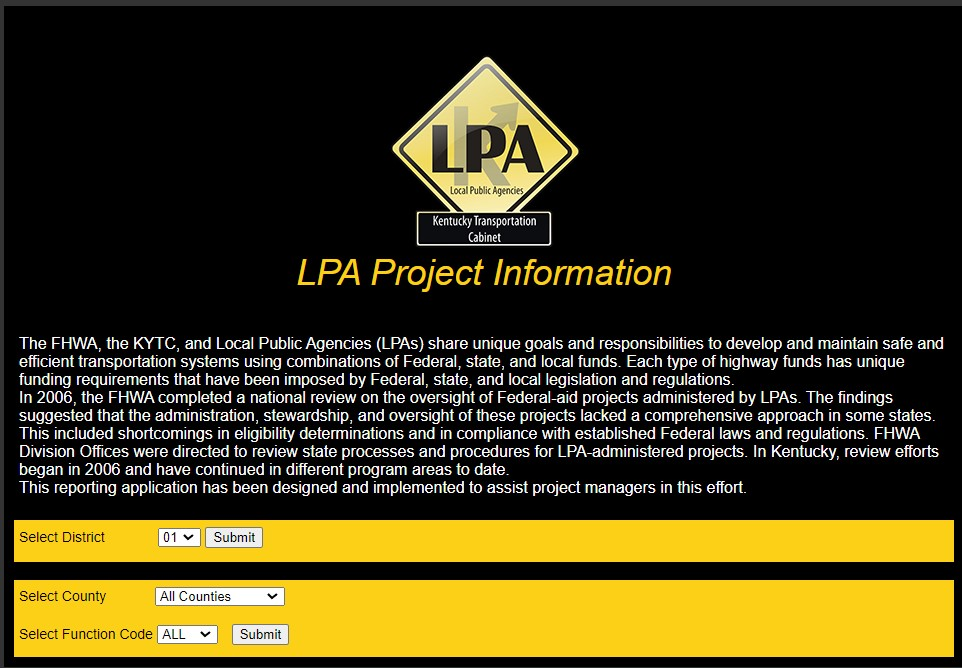 LPA
Local Public Agencies
Kentucky Transportation
Cabinet
LPA Project Information
The FHWA, the KYTC, and Local Public Agencies (LPAs) share unique goals and responsibilities to develop and maintain safe and
efficient transportation systems using combinations of Federal, state, and local funds. Each type of highway funds has unique
funding requirements that have been imposed by Federal, state, and local legislation and regulations.
In 2006, the FHWA completed a national review on the oversight of Federal-aid projects administered by LPAs. The findings
suggested that the administration, stewardship, and oversight of these projects lacked a comprehensive approach in some states.
This included shortcomings in eligibility determinations and in compliance with established Federal laws and regulations. FHWA
Division Offices were directed to review state processes and procedures for LPA-administered projects. In Kentucky, review efforts
began in 2006 and have continued in different program areas to date.
This reporting application has been designed and implemented to assist project managers in this effort.
Select District 01 Submit
Select County All Counties
Select Function Code ALL Submit